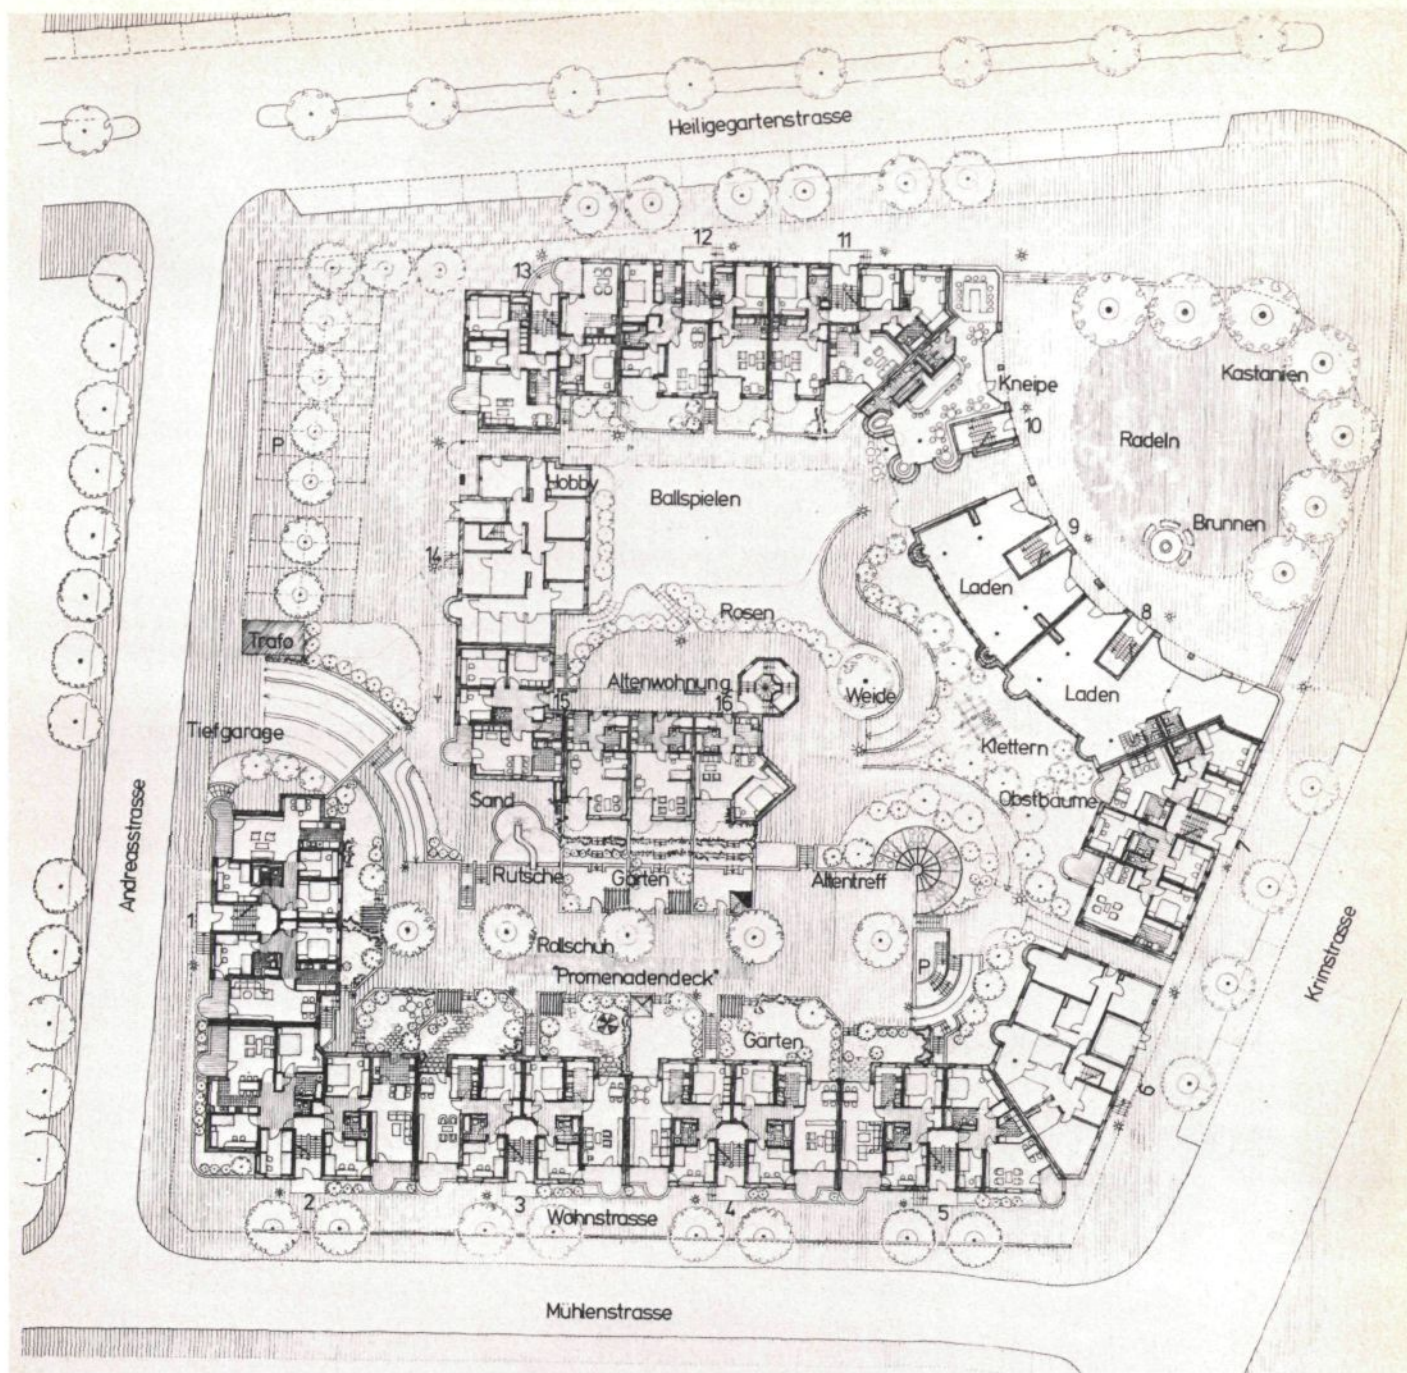 Heiligegartenstrasse
12
11
13
Kneipe
Kastanien
10
Radeln
P
Hobby
Ballspielen
Brunnen
9
14
Laden
8
Rosen
Trafo
Altenwohnung
Weide
Laden
15
16
Tiefgarage
Klettern
Sand
Obstbäume
7
Andreasstrasse
Rutsche
Gärten
Altentreff
1
Rollschuh
"Promenadendeck"
P
Krimstrasse
Gärten
6
2
3
Wohnstrasse
4
5
Mühlenstrasse